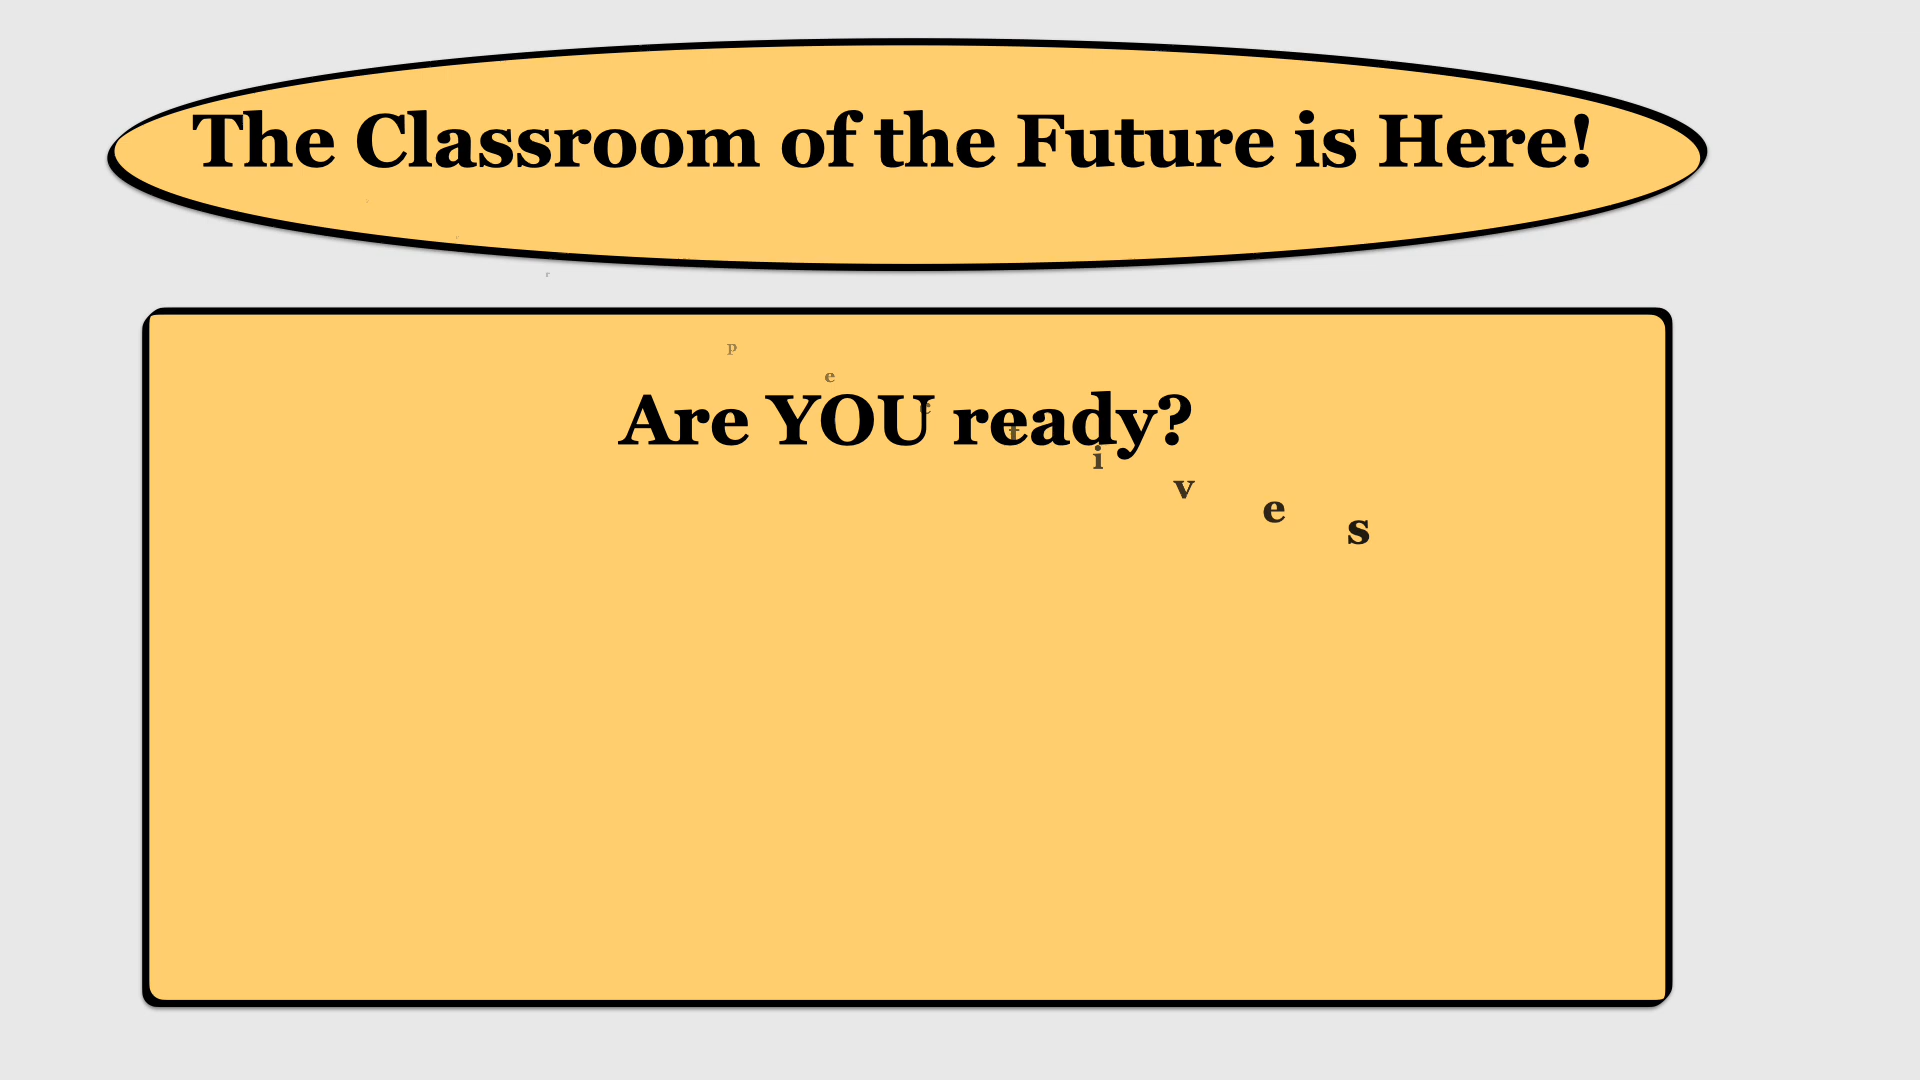 The Classroom of the Future is Here!
Are YOU ready?
r
p e c t i v e s